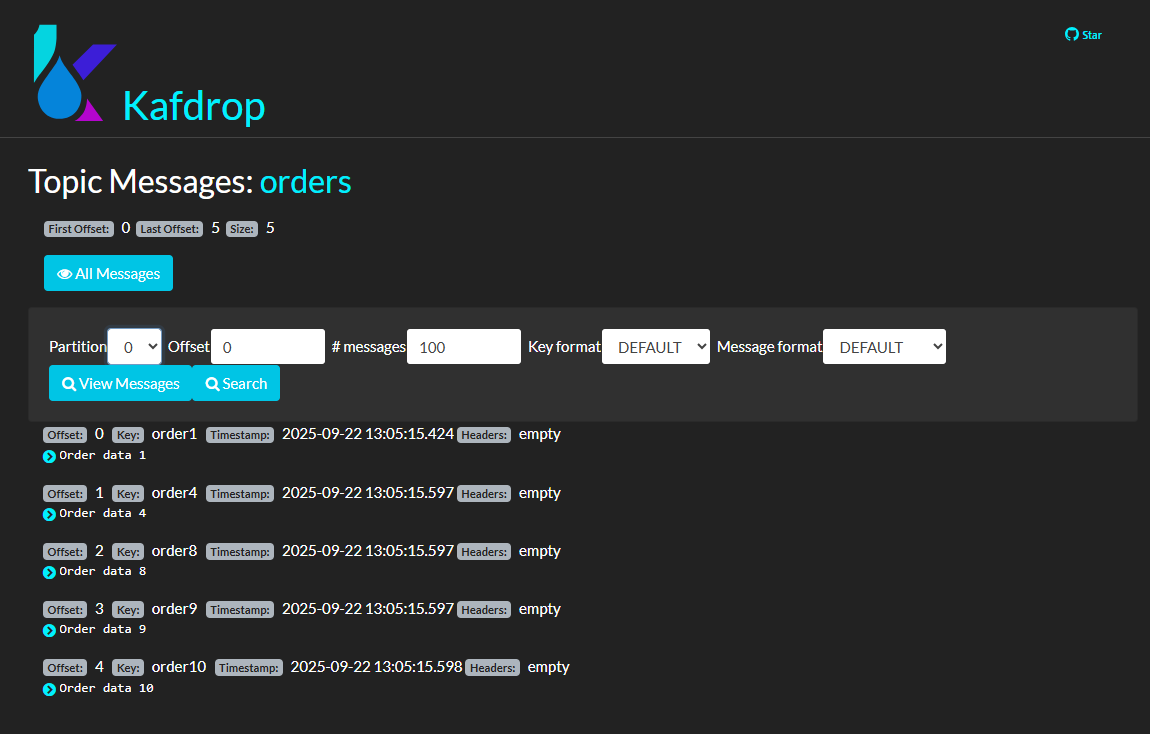 Star
Kafdrop
Topic Messages: orders
First Offset: 0 Last Offset: 5 Size: 5
All Messages
Partition 0 Offset 0 # messages 100 Key format DEFAULT Message format DEFAULT
View Messages Search
Offset: 0 Key: order1 Timestamp: 2025-09-22 13:05:15.424 Headers: empty
Order data 1
Offset: 1 Key: order4 Timestamp: 2025-09-22 13:05:15.597 Headers: empty
Order data 4
Offset: 2 Key: order8 Timestamp: 2025-09-22 13:05:15.597 Headers: empty
Order data 8
Offset: 3 Key: order9 Timestamp: 2025-09-22 13:05:15.597 Headers: empty
Order data 9
Offset: 4 Key: order10 Timestamp: 2025-09-22 13:05:15.598 Headers: empty
Order data 10